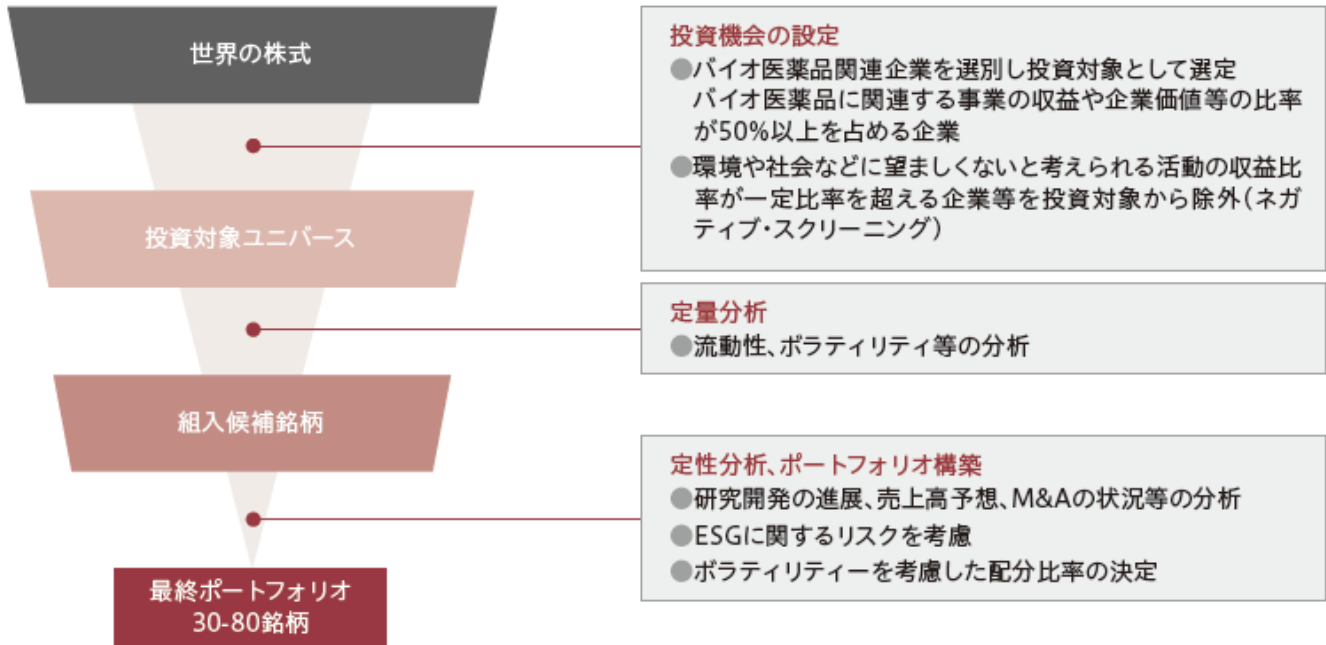 世界の株式
投資機会の設定
●バイオ医薬品関連企業を選別し投資対象として選定
バイオ医薬品に関連する事業の収益や企業価値等の比率
が50%以上を占める企業
●環境や社会などに望ましくないと考えられる活動の収益比
率が一定比率を超える企業等を投資対象から除外(ネガ
ティブ・スクリーニング)
投資対象ユニバース
定量分析
●流動性、ボラティリティ等の分析
組入候補銘柄
定性分析、ポートフォリオ構築
●研究開発の進展、売上高予想、M&Aの状況等の分析
●ESGに関するリスクを考慮
●ボラティリティーを考慮した配分比率の決定
最終ポートフォリオ
30-80銘柄